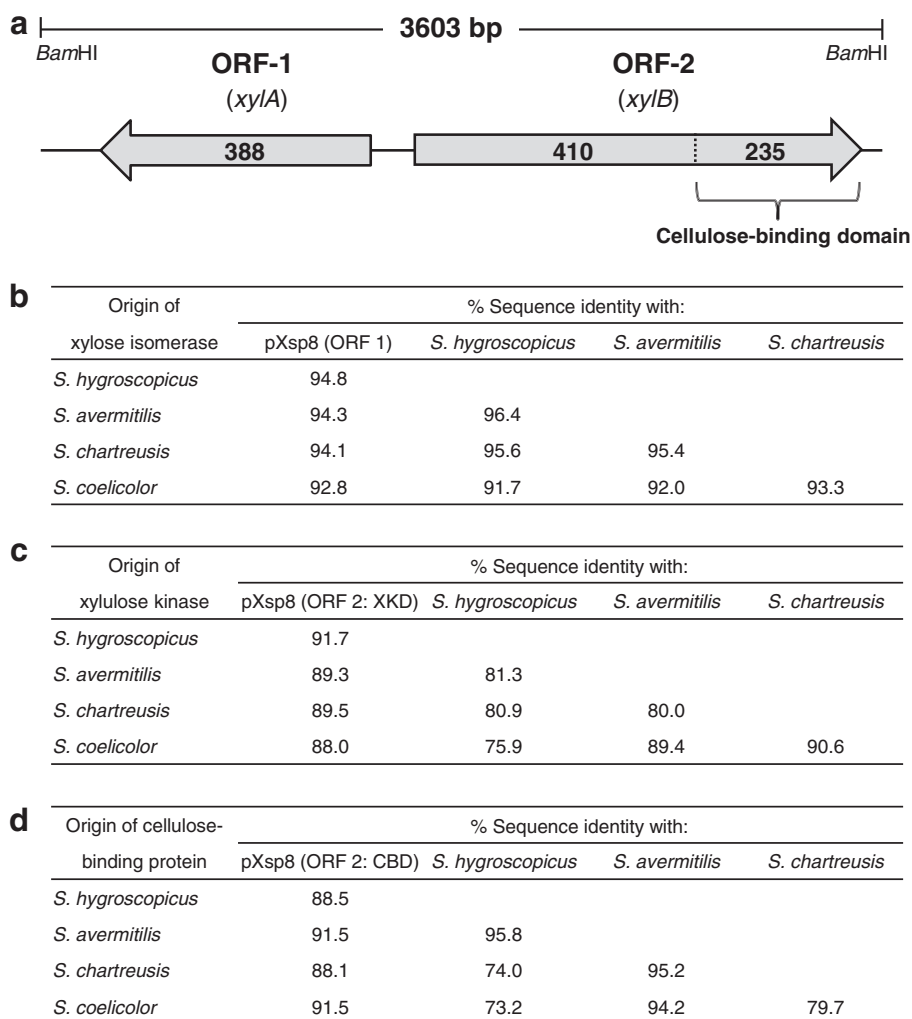 a
3603 bp
BamHI BamHI
ORF-1 ORF-2
(xylA) (xylB)
388 410 235
Cellulose-binding domain
b
Origin of % Sequence identity with:
xylose isomerase pXsp8 (ORF 1) S. hygroscopicus S. avermitilis S. chartreusis
S. hygroscopicus 94.8
S. avermitilis 94.3 96.4
S. chartreusis 94.1 95.6 95.4
S. coelicolor 92.8 91.7 92.0 93.3
c
Origin of % Sequence identity with:
xylulose kinase pXsp8 (ORF 2: XKD) S. hygroscopicus S. avermitilis S. chartreusis
S. hygroscopicus 91.7
S. avermitilis 89.3 81.3
S. chartreusis 89.5 80.9 80.0
S. coelicolor 88.0 75.9 89.4 90.6
d
Origin of cellulose- % Sequence identity with:
binding protein pXsp8 (ORF 2: CBD) S. hygroscopicus S. avermitilis S. chartreusis
S. hygroscopicus 88.5
S. avermitilis 91.5 95.8
S. chartreusis 88.1 74.0 95.2
S. coelicolor 91.5 73.2 94.2 79.7